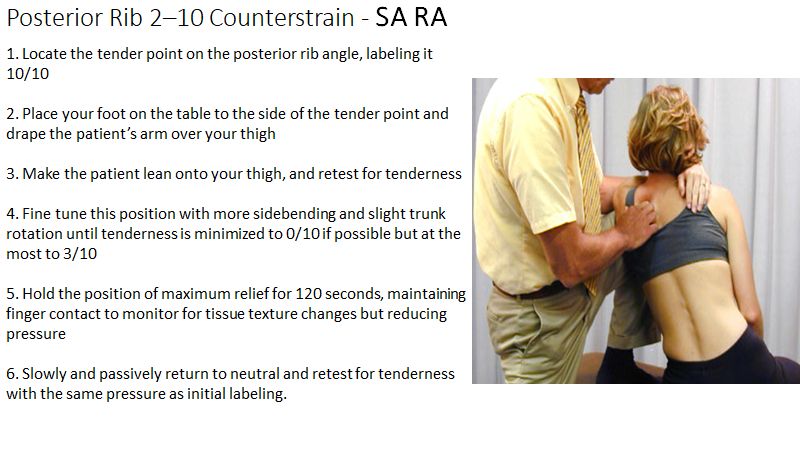 Posterior Rib 2–10 Counterstrain - SA RA
1. Locate the tender point on the posterior rib angle, labeling it
10/10
2. Place your foot on the table to the side of the tender point and
drape the patient’s arm over your thigh
3. Make the patient lean onto your thigh, and retest for tenderness
4. Fine tune this position with more sidebending and slight trunk
rotation until tenderness is minimized to 0/10 if possible but at the
most to 3/10
5. Hold the position of maximum relief for 120 seconds, maintaining
finger contact to monitor for tissue texture changes but reducing
pressure
6. Slowly and passively return to neutral and retest for tenderness
with the same pressure as initial labeling.